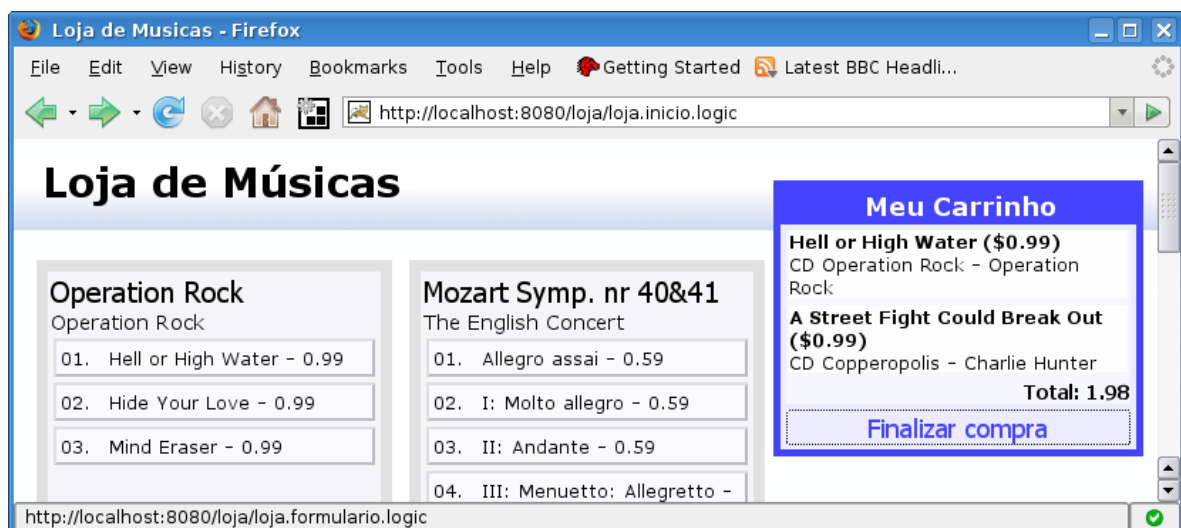 Loja de Musicas - Firefox
File Edit View History Bookmarks Tools Help Getting Started Latest BBC Headli...
http://localhost:8080/loja/loja.inicio.logic
Loja de Músicas
Operation Rock
Operation Rock
01. Hell or High Water - 0.99
02. Hide Your Love - 0.99
03. Mind Eraser - 0.99
Mozart Symp. nr 40&41
The English Concert
01. Allegro assai - 0.59
02. I: Molto allegro - 0.59
03. II: Andante - 0.59
04. III: Menuetto: Allegretto -
Meu Carrinho
Hell or High Water ($0.99)
CD Operation Rock - Operation
Rock
A Street Fight Could Break Out
($0.99)
CD Copperopolis - Charlie Hunter
Total: 1.98
Finalizar compra
http://localhost:8080/loja/loja.formulario.logic